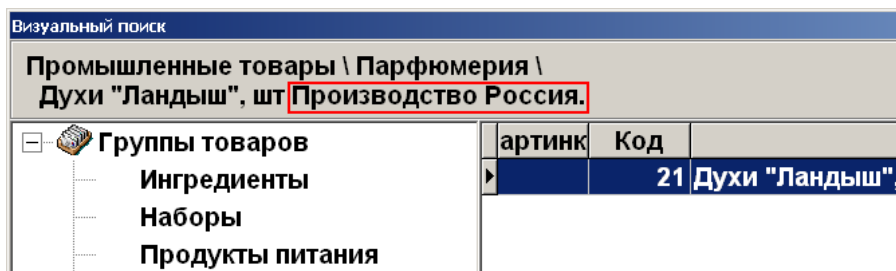 Визуальный поиск
Промышленные товары \ Парфюмерия \
Духи "Ландыш", шт Производство Россия.
Группы товаров
Ингредиенты
Наборы
Продукты питания
артинк Код
21 Духи "Ландыш",